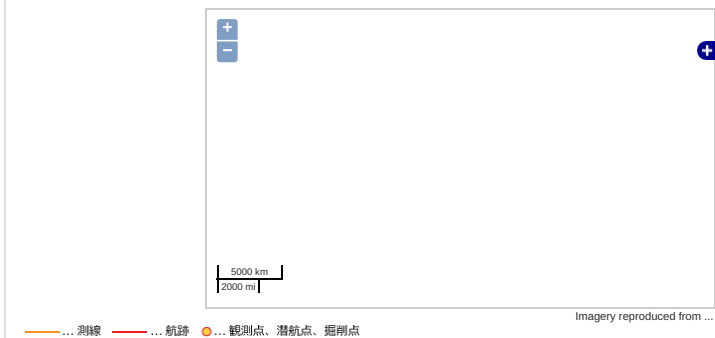 +
−
+
5000 km
2000 mi
Imagery reproduced from ...
... 測線 ... 航跡 ... 観測点、潜航点、掘削点